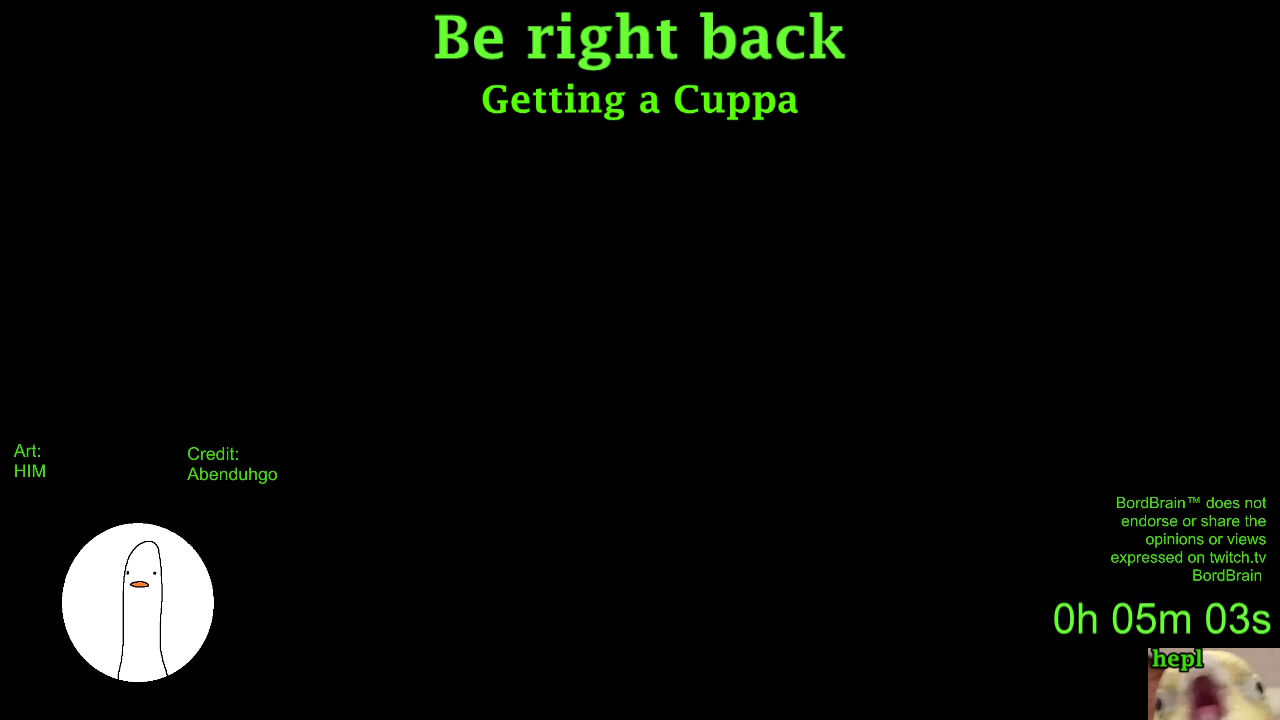 Be right back
Getting a Cuppa
Art:
HIM
Credit:
Abenduhgo
BordBrain™ does not
endorse or share the
opinions or views
expressed on twitch.tv
BordBrain
0h 05m 03s
hepl